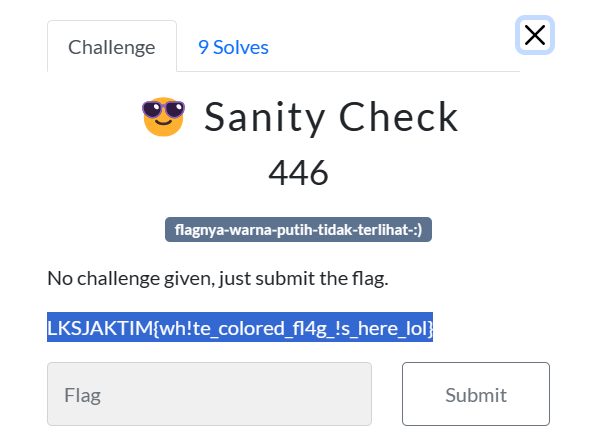 Challenge
9 Solves
Sanity Check
446
flagnya-warna-putih-tidak-terlihat-:)
No challenge given, just submit the flag.
LKSJAKTIM{wh!te_colored_fl4g_!s_here_lol}
Flag
Submit